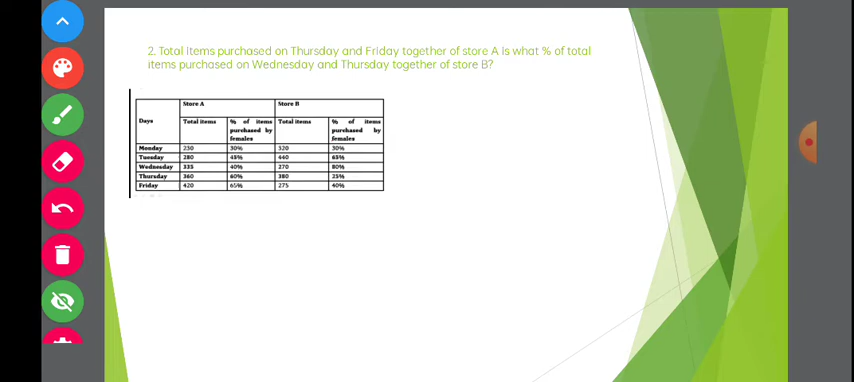 2. Total items purchased on Thursday and Friday together of store A is what % of total
items purchased on Wednesday and Thursday together of store B?
Store A Store B
Days Total items % of items purchased by females Total items % of items purchased by females
Monday 230 30% 320 30%
Tuesday 280 45% 440 65%
Wednesday 335 40% 270 80%
Thursday 360 60% 380 25%
Friday 420 65% 275 40%